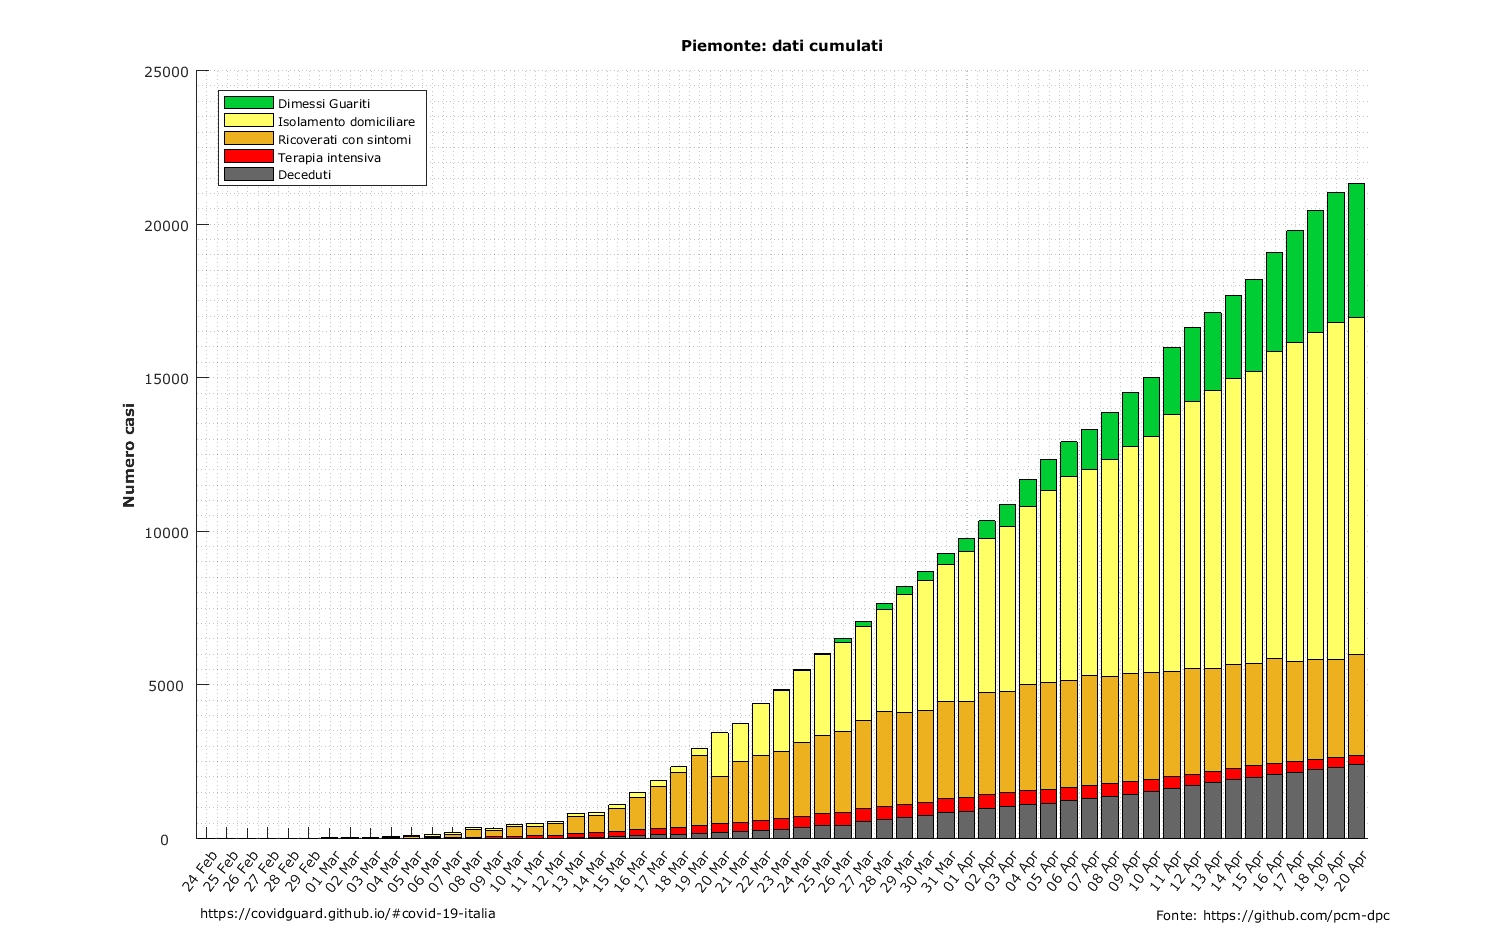 Piemonte: dati cumulati
25000
20000
15000
10000
5000
0
Numero casi
Dimessi Guariti
Isolamento domiciliare
Ricoverati con sintomi
Terapia intensiva
Deceduti
24 Feb
25 Feb
26 Feb
27 Feb
28 Feb
29 Feb
01 Mar
02 Mar
03 Mar
04 Mar
05 Mar
06 Mar
07 Mar
08 Mar
09 Mar
10 Mar
11 Mar
12 Mar
13 Mar
14 Mar
15 Mar
16 Mar
17 Mar
18 Mar
19 Mar
20 Mar
21 Mar
22 Mar
23 Mar
24 Mar
25 Mar
26 Mar
27 Mar
28 Mar
29 Mar
30 Mar
31 Mar
01 Apr
02 Apr
03 Apr
04 Apr
05 Apr
06 Apr
07 Apr
08 Apr
09 Apr
10 Apr
11 Apr
12 Apr
13 Apr
14 Apr
15 Apr
16 Apr
17 Apr
18 Apr
19 Apr
20 Apr
https://covidguard.github.io/#covid-19-italia
Fonte: https://github.com/pcm-dpc